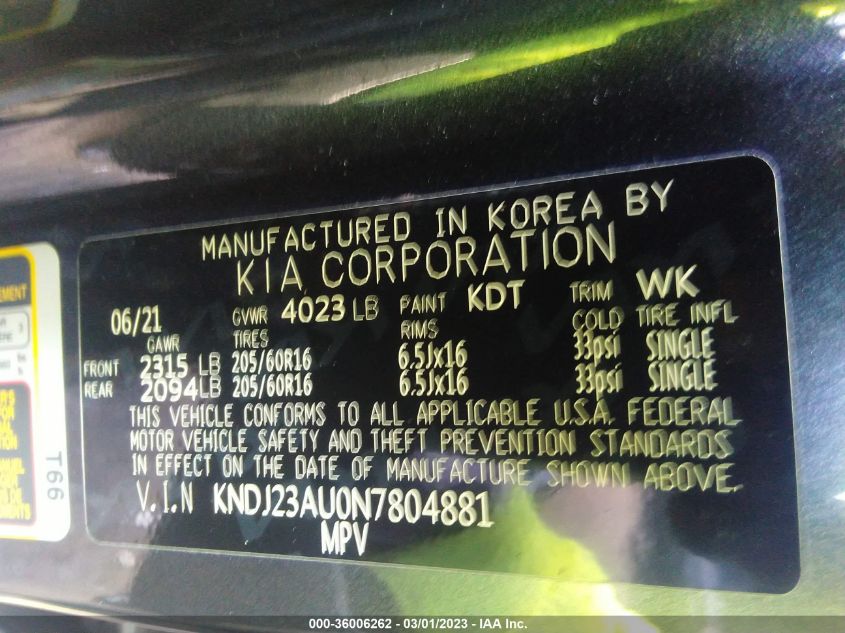 MANUFACTURED IN KOREA BY
KIA CORPORATION
06/21 GVWR 4023 LB PAINT KDT TRIM WK
GAWR TIRES RIMS COLD TIRE INFL
FRONT 2315 LB 205/60R16 6.5Jx16 33psi SINGLE
REAR 2094 LB 205/60R16 6.5Jx16 33psi SINGLE
THIS VEHICLE CONFORMS TO ALL APPLICABLE U.S.A. FEDERAL
MOTOR VEHICLE SAFETY AND THEFT PREVENTION STANDARDS
IN EFFECT ON THE DATE OF MANUFACTURE SHOWN ABOVE.
V.I.N KNDJ23AU0N7804881
MPV
T66
000-36006262 - 03/01/2023 - IAA Inc.